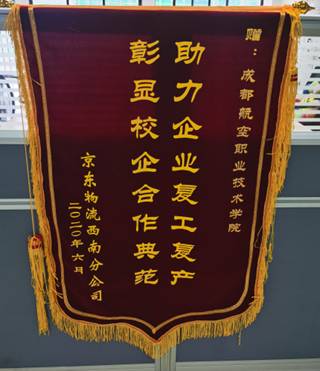 赠：成都航空职业技术学院
助力企业复工复产
彰显校企合作典范
京东物流西南分公司
二〇二〇年六月